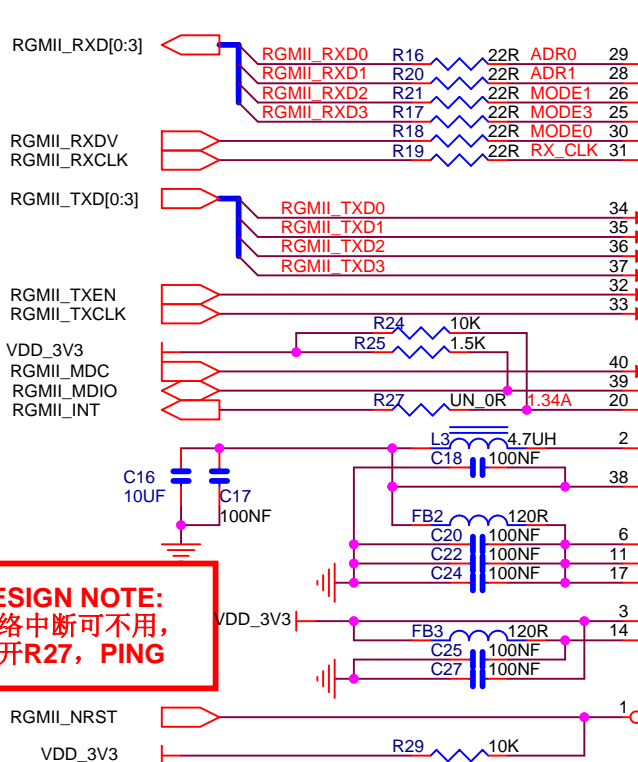 RGMII_RXD[0:3]
RGMII_RXD0 R16 22R ADR0 29
RGMII_RXD1 R20 22R ADR1 28
RGMII_RXD2 R21 22R MODE1 26
RGMII_RXD3 R17 22R MODE3 25
RGMII_RXDV R18 22R MODE0 30
RGMII_RXCLK R19 22R RX_CLK 31
RGMII_TXD[0:3]
RGMII_TXD0 34
RGMII_TXD1 35
RGMII_TXD2 36
RGMII_TXD3 37
RGMII_TXEN 32
RGMII_TXCLK 33
R24 10K
VDD_3V3 R25 1.5K
RGMII_MDC 40
RGMII_MDIO 39
RGMII_INT R27 UN_0R 1.34A 20
L3 4.7UH 2
C18 100NF
38
C16
10UF
C17
100NF
FB2 120R
C20 100NF 6
C22 100NF 11
C24 100NF 17
ESIGN NOTE:
络中断可不用,
开R27, PING
VDD_3V3 3
FB3 120R 14
C25 100NF
C27 100NF
RGMII_NRST 1
VDD_3V3 R29 10K